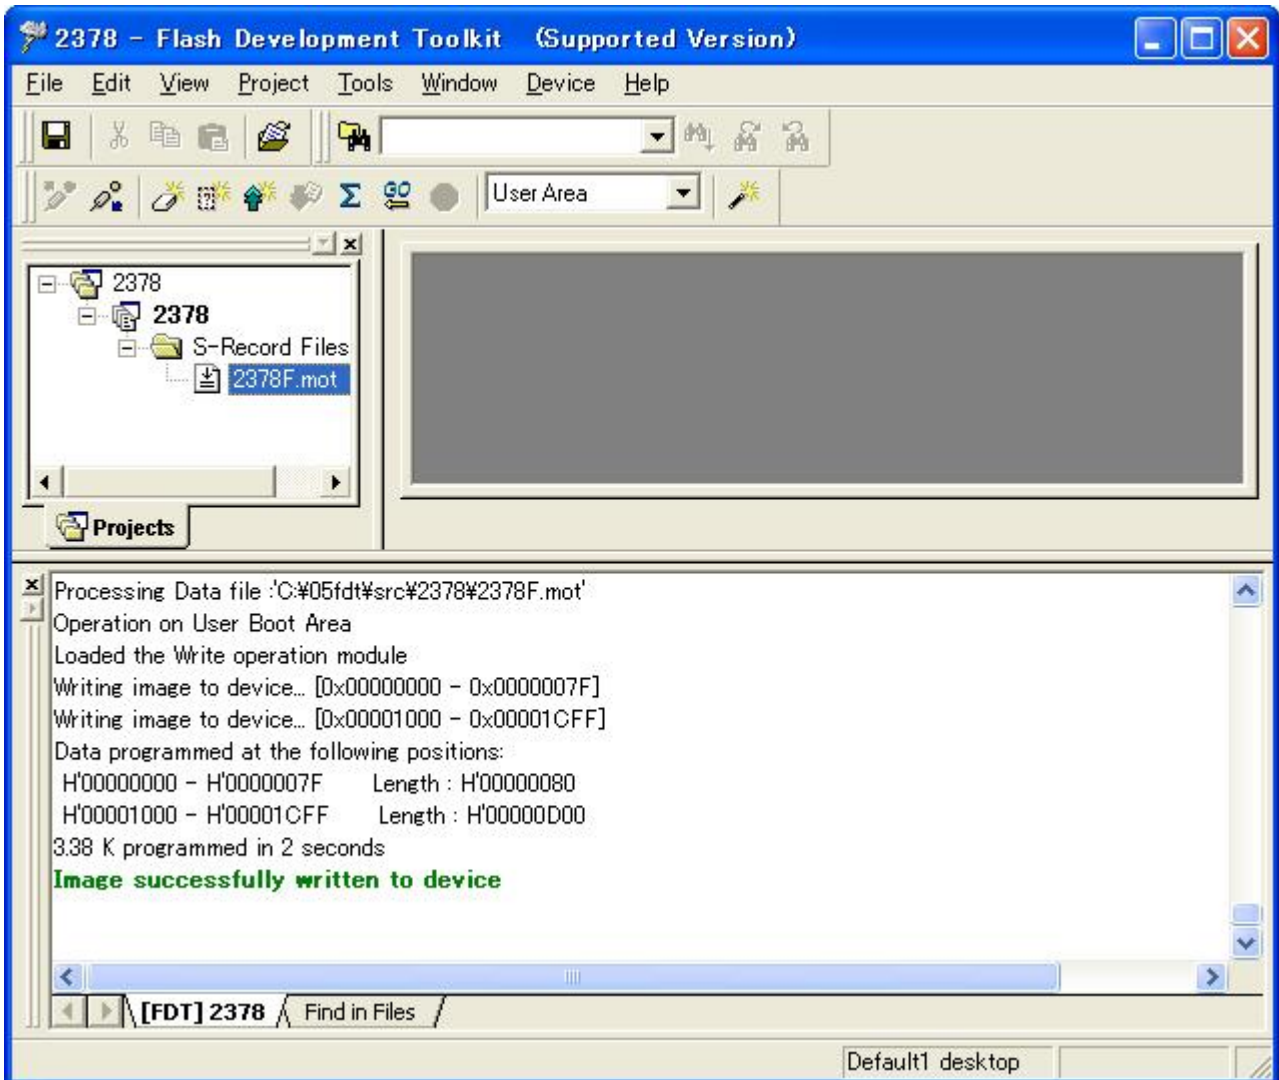 2378 - Flash Development Toolkit (Supported Version)
File Edit View Project Tools Window Device Help
User Area
2378
2378
S-Record Files
2378F.mot
Projects
Processing Data file :'C:¥05fdt¥src¥2378¥2378F.mot'
Operation on User Boot Area
Loaded the Write operation module
Writing image to device... [0x00000000 - 0x0000007F]
Writing image to device... [0x00001000 - 0x00001CFF]
Data programmed at the following positions:
H'00000000 - H'0000007F Length : H'00000080
H'00001000 - H'00001CFF Length : H'00000D00
3.38 K programmed in 2 seconds
Image successfully written to device
[FDT] 2378 Find in Files
Default1 desktop